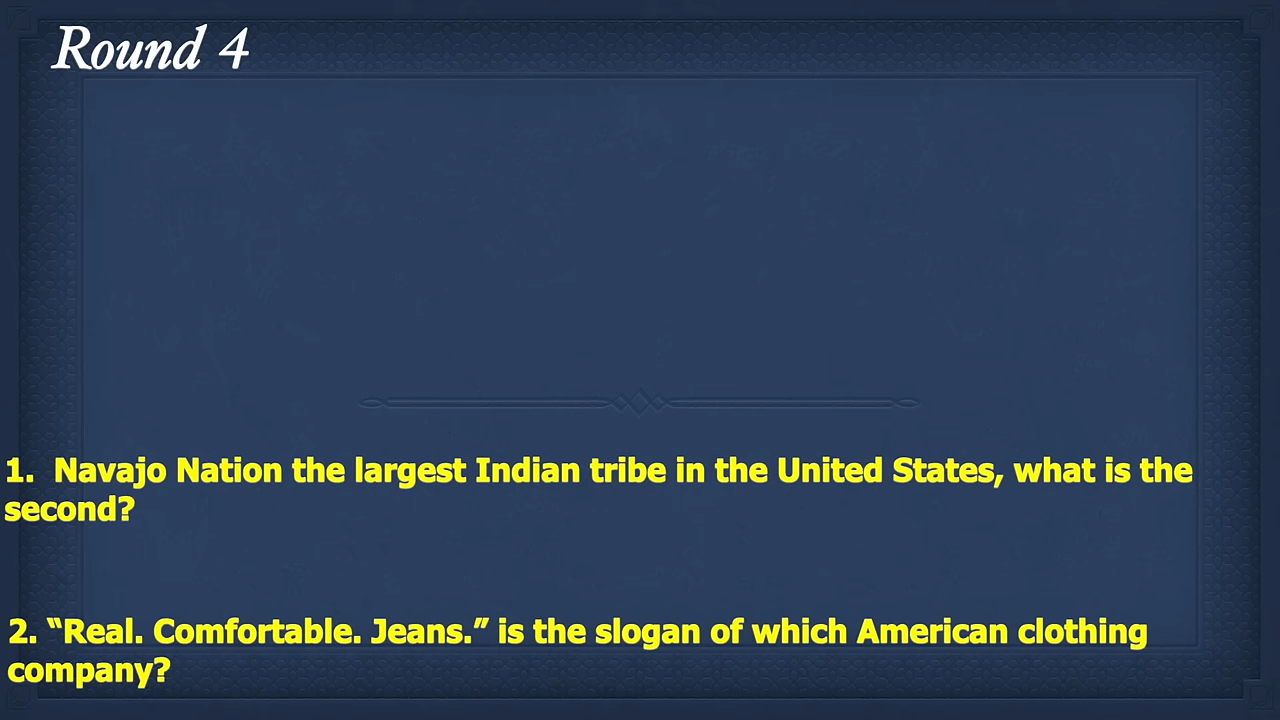 Round 4
1.  Navajo Nation the largest Indian tribe in the United States, what is the
second?
2. “Real. Comfortable. Jeans.” is the slogan of which American clothing
company?